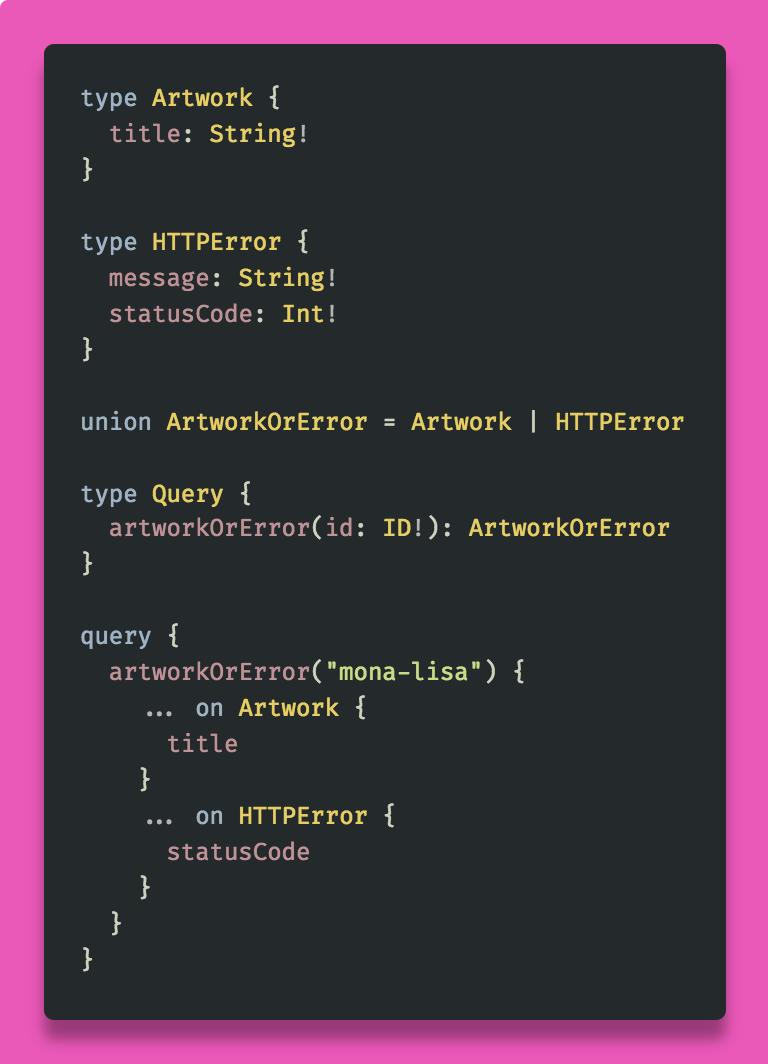 type Artwork {
  title: String!
}

type HTTPError {
  message: String!
  statusCode: Int!
}

union ArtworkOrError = Artwork | HTTPError

type Query {
  artworkOrError(id: ID!): ArtworkOrError
}

query {
  artworkOrError("mona-lisa") {
    ... on Artwork {
      title
    }
    ... on HTTPError {
      statusCode
    }
  }
}